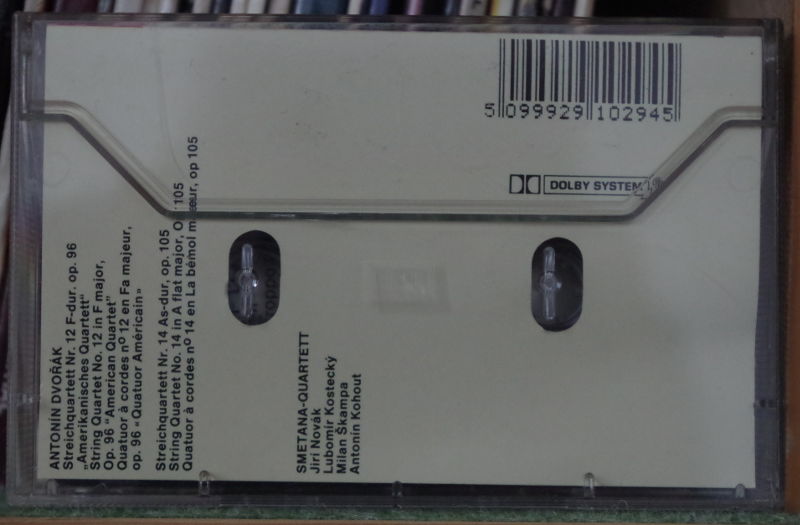 ANTONÍN DVOŘÁK
Streichquartett Nr. 12 F-dur. op. 96
„Amerikanisches Quartett"
String Quartet No. 12 in F major,
Op. 96 "American Quartet"
Quatuor à cordes nº 12 en Fa majeur,
op. 96 «Quatuor Américain»
Streichquartett Nr. 14 As-dur, op. 105
String Quartet No. 14 in A flat major, Op 105
Quatuor à cordes nº 14 en La bémol majeur, op 105
SMETANA-QUARTETT
Jiří Novák
Lubomír Kostecký
Milan Škampa
Antonín Kohout
5 099929 102945
DOLBY SYSTEM